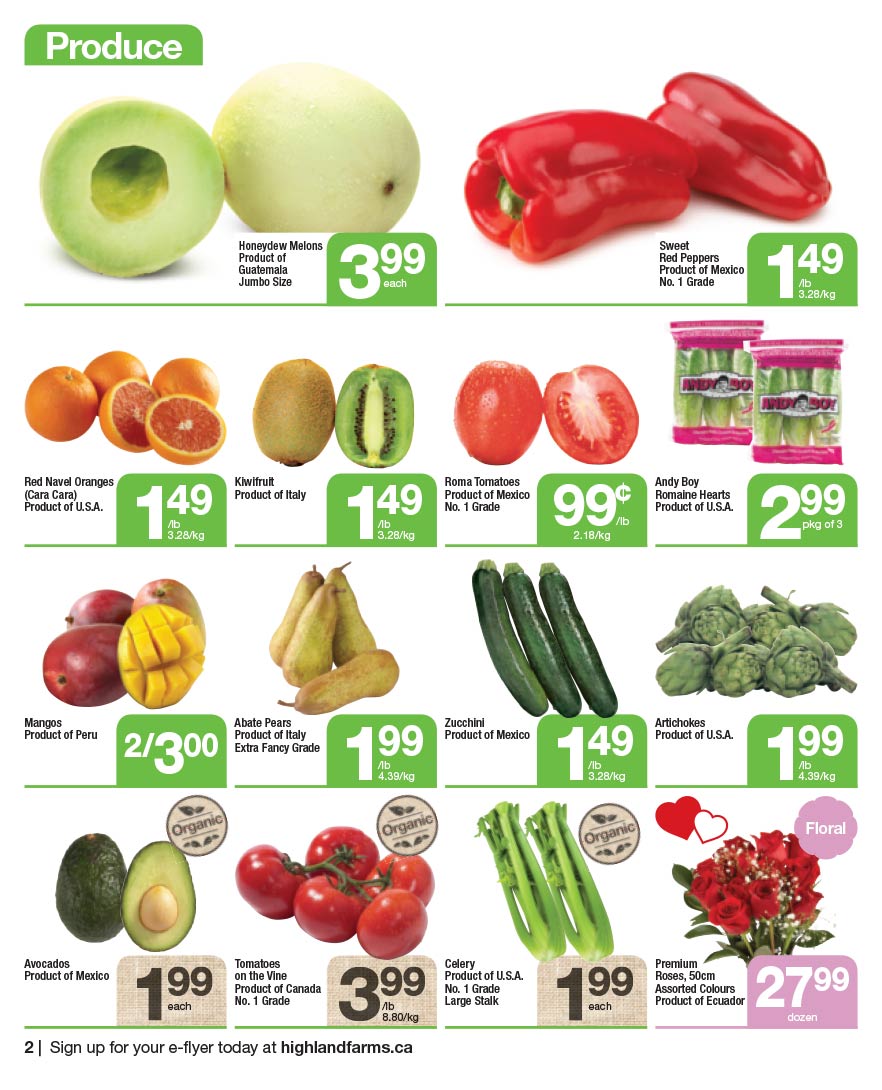 Produce
Honeydew Melons
Product of
Guatemala
Jumbo Size
3.99
each
Sweet
Red Peppers
Product of Mexico
No. 1 Grade
1.49
/lb
3.28/kg
Red Navel Oranges
(Cara Cara)
Product of U.S.A.
1.49
/lb
3.28/kg
Kiwifruit
Product of Italy
1.49
/lb
3.28/kg
Roma Tomatoes
Product of Mexico
No. 1 Grade
99¢
/lb
2.18/kg
ANDY BOY
ANDY BOY
Andy Boy
Romaine Hearts
Product of U.S.A.
2.99
pkg of 3
Mangos
Product of Peru
2/3.00
Abate Pears
Product of Italy
Extra Fancy Grade
1.99
/lb
4.39/kg
Zucchini
Product of Mexico
1.49
/lb
3.28/kg
Artichokes
Product of U.S.A.
1.99
/lb
4.39/kg
Organic
Avocados
Product of Mexico
1.99
each
Organic
Tomatoes
on the Vine
Product of Canada
No. 1 Grade
3.99
/lb
8.80/kg
Organic
Celery
Product of U.S.A.
No. 1 Grade
Large Stalk
1.99
each
Floral
Premium
Roses, 50cm
Assorted Colours
Product of Ecuador
27.99
dozen
2 | Sign up for your e-flyer today at highlandfarms.ca